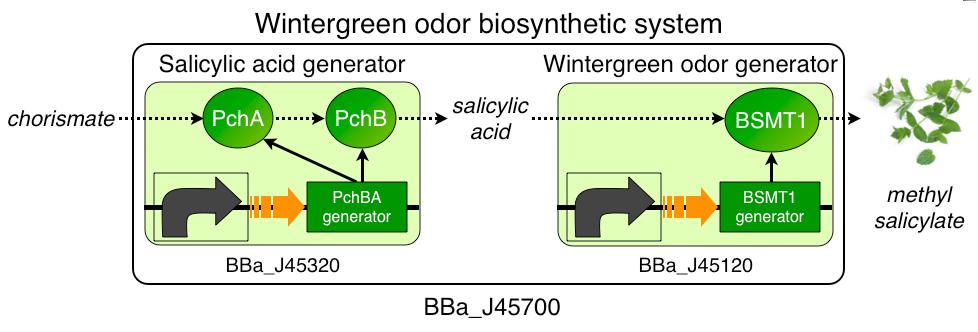 Wintergreen odor biosynthetic system
Salicylic acid generator
Wintergreen odor generator
chorismate
PchA
PchB
salicylic
acid
BSMT1
PchBA
generator
BSMT1
generator
methyl
salicylate
BBa_J45320
BBa_J45120
BBa_J45700